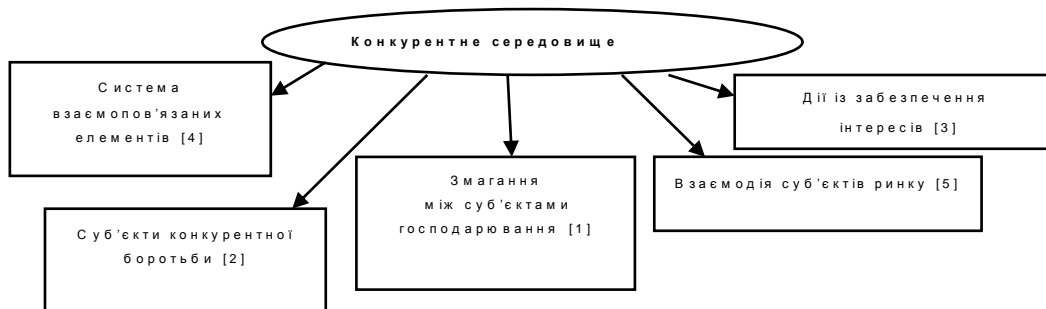 Конкурентне середовище
Система
взаємопов'язаних
елементів [4]
Дії із забезпечення
інтересів [3]
Змагання
між суб'єктами
господарювання [1]
Взаємодія суб'єктів ринку [5]
Суб'єкти конкурентної
боротьби [2]